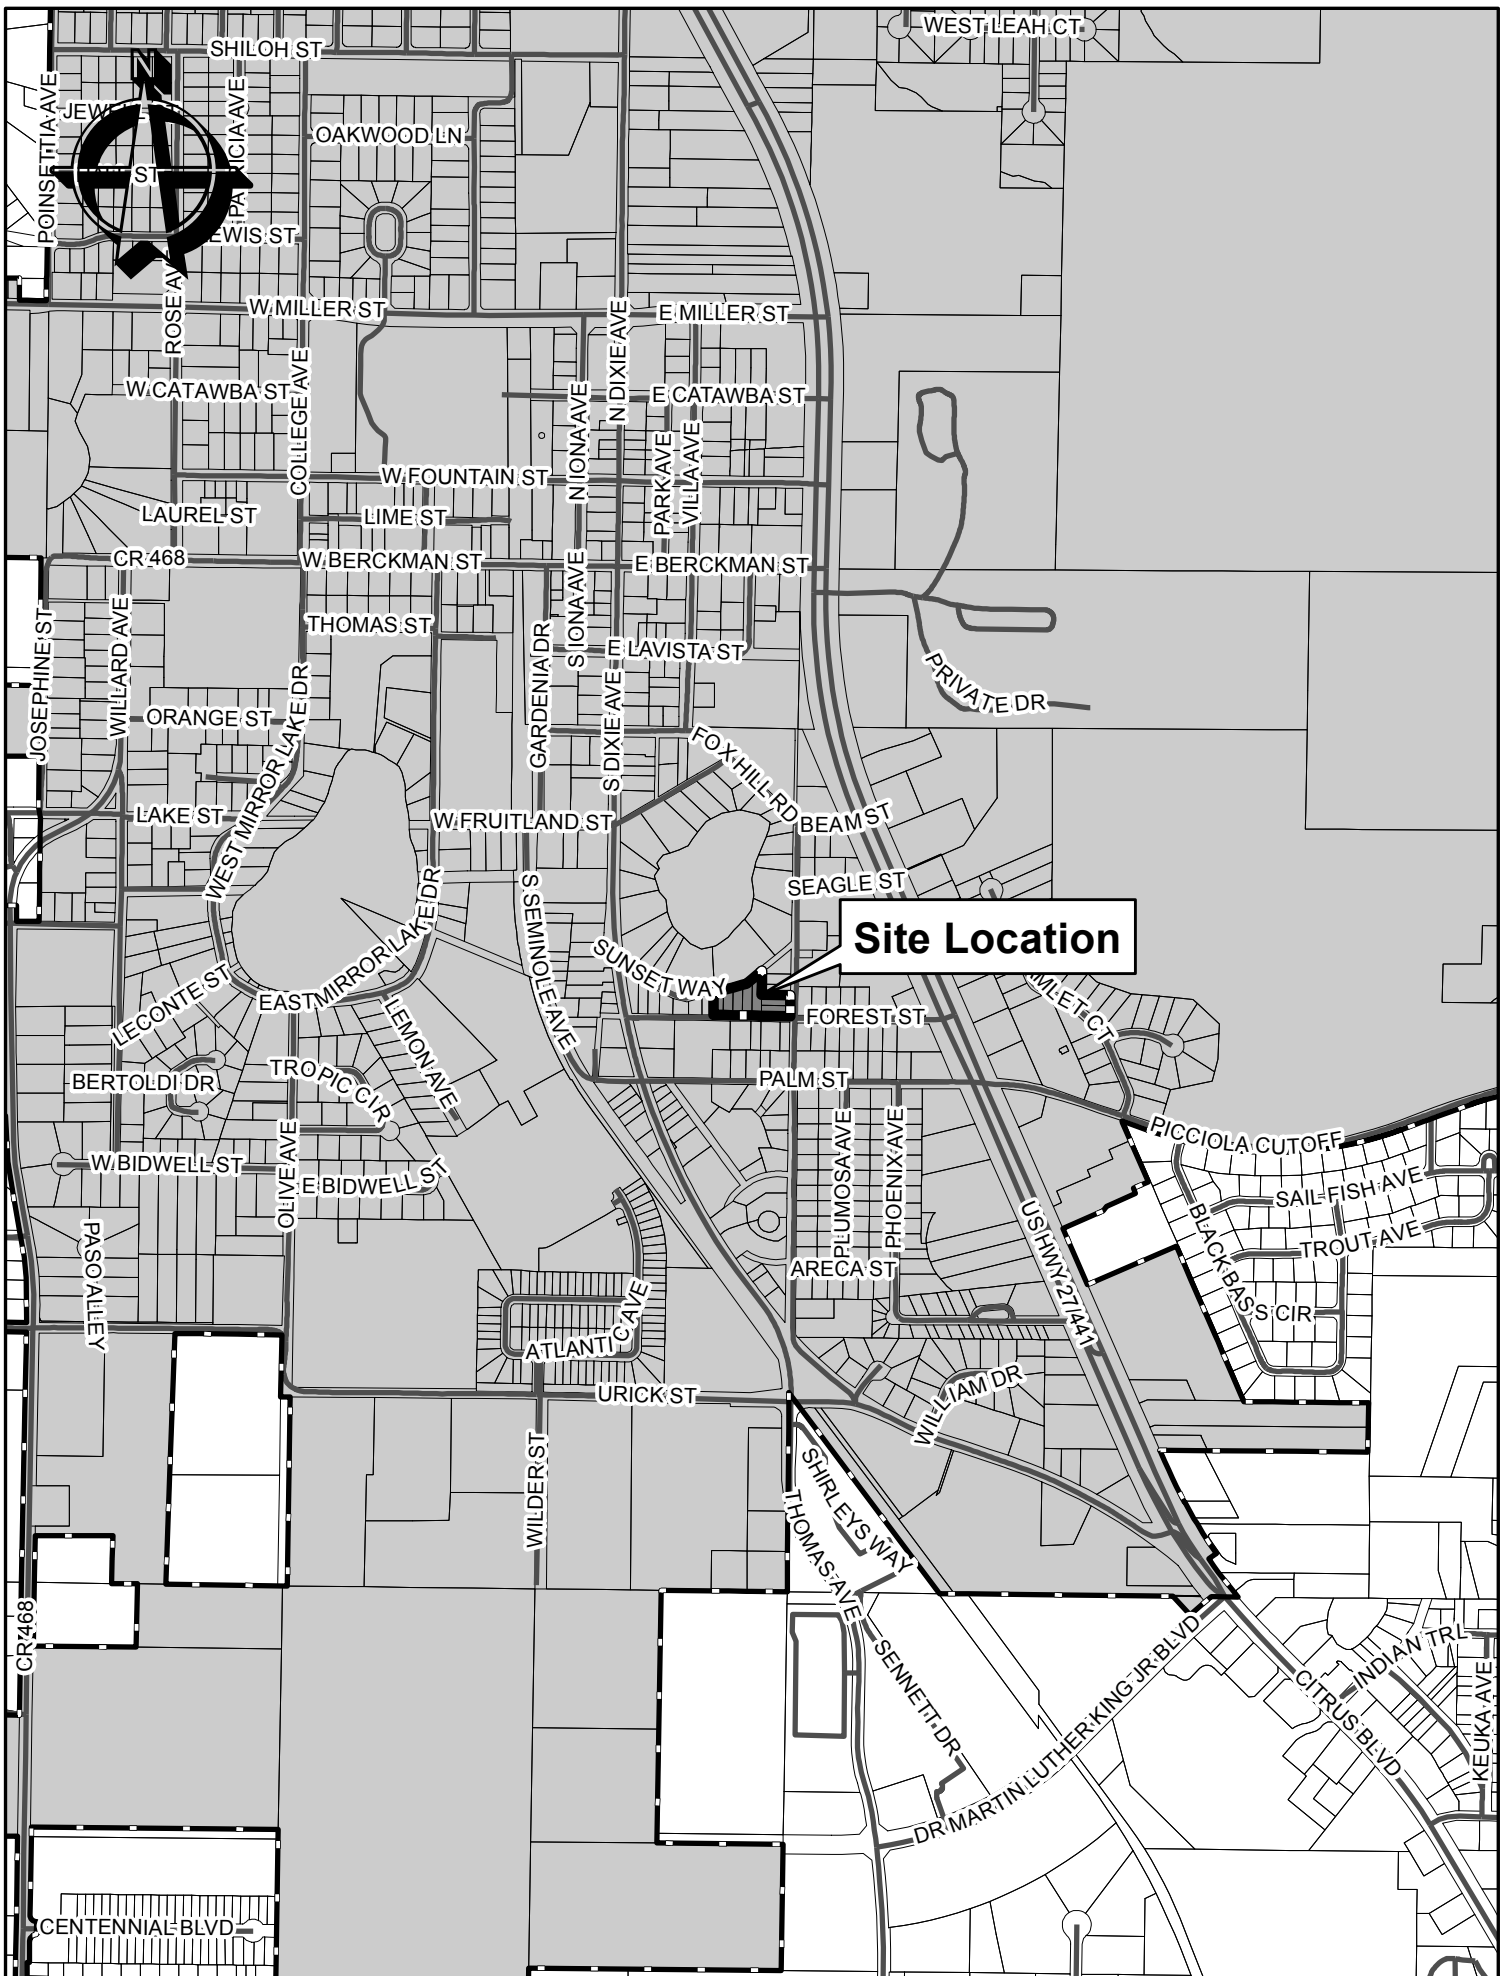 WEST LEAH CT
SHILOH ST
N
POINSETTIA AVE
OAKWOOD LN
ST
ROSE AV
W MILLER ST
E MILLER ST
N DIXIE AVE
COLLEGE AVE
W CATAWBA ST
N IONA AVE
E CATAWBA ST
PARK AVE
VILLA AVE
W FOUNTAIN ST
LAUREL ST
LIME ST
CR 468
W BERCKMAN ST
E BERCKMAN ST
JOSEPHINE ST
WILLARD AVE
THOMAS ST
GARDENIA DR
S IONA AVE
E LAVISTA ST
PRIVATE DR
ORANGE ST
WEST MIRROR LAKE DR
S DIXIE AVE
FOX HILL RD
LAKE ST
W FRUITLAND ST
BEAM ST
SEAGLE ST
S SEMINOLE AVE
Site Location
SUNSET WAY
LECONTE ST
EAST MIRROR LAKE DR
LEMON AVE
FOREST ST
MLET CT
BERTOLDI DR
TROPIC CIR
PALM ST
PICCIOLA CUTOFF
W BIDWELL ST
OLIVE AVE
E BIDWELL ST
PLUMOSA AVE
PHOENIX AVE
US HWY 27/441
SAIL FISH AVE
BLACK BASS CIR
TROUT AVE
PASO ALLEY
ARECA ST
ATLANTIC AVE
URICK ST
WILLIAM DR
WILDER ST
SHIRLEYS WAY
THOMAS AVE
CR 468
SENNETT DR
DR MARTIN LUTHER KING JR BLVD
CITRUS BLVD
INDIAN TRL
KEUKA AVE
CENTENNIAL BLVD